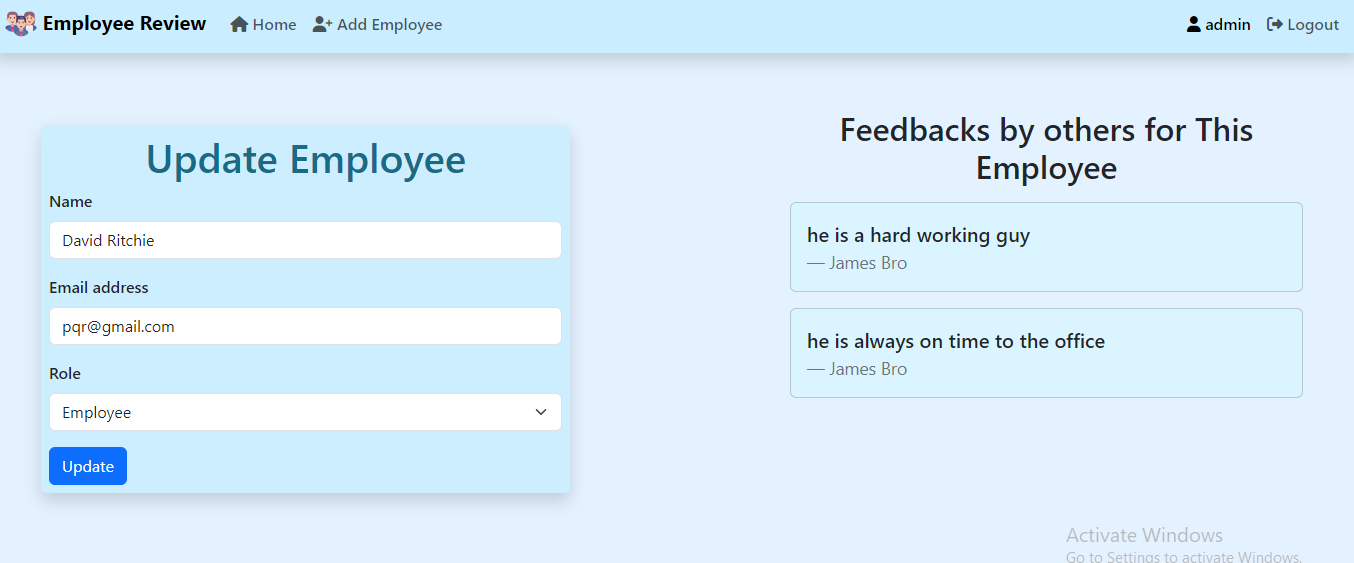 Employee Review Home Add Employee admin Logout
Update Employee
Name
David Ritchie
Email address
pqr@gmail.com
Role
Employee
Update
Feedbacks by others for This
Employee
he is a hard working guy
— James Bro
he is always on time to the office
— James Bro
Activate Windows
Go to Settings to activate Windows.